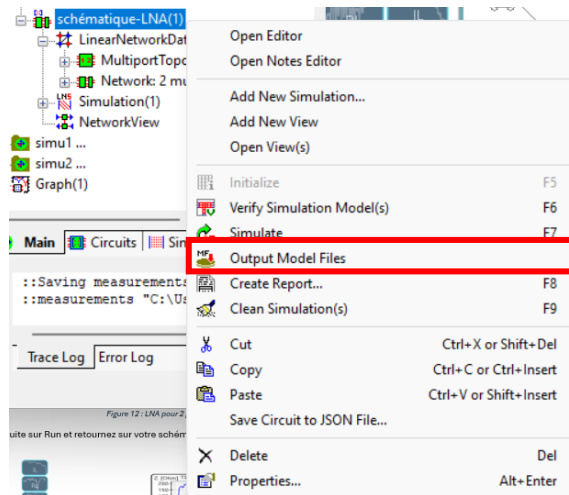 schématique-LNA(1)
LinearNetworkDat
MultiportTopo
Network: 2 mu
LNS
Simulation(1)
NetworkView
simu1 ...
simu2 ...
Graph(1)
Main
Circuits
Sim
::Saving measurements
::measurements "C:\Us
Trace Log
Error Log
Figure 12 : LNA pour 2
uite sur Run et retournez sur votre schém
Open Editor
Open Notes Editor
Add New Simulation...
Add New View
Open View(s)
Initialize F5
Verify Simulation Model(s) F6
Simulate F7
MF
Output Model Files
Create Report... F8
Clean Simulation(s) F9
Cut Ctrl+X or Shift+Del
Copy Ctrl+C or Ctrl+Insert
Paste Ctrl+V or Shift+Insert
Save Circuit to JSON File...
Delete Del
Properties... Alt+Enter